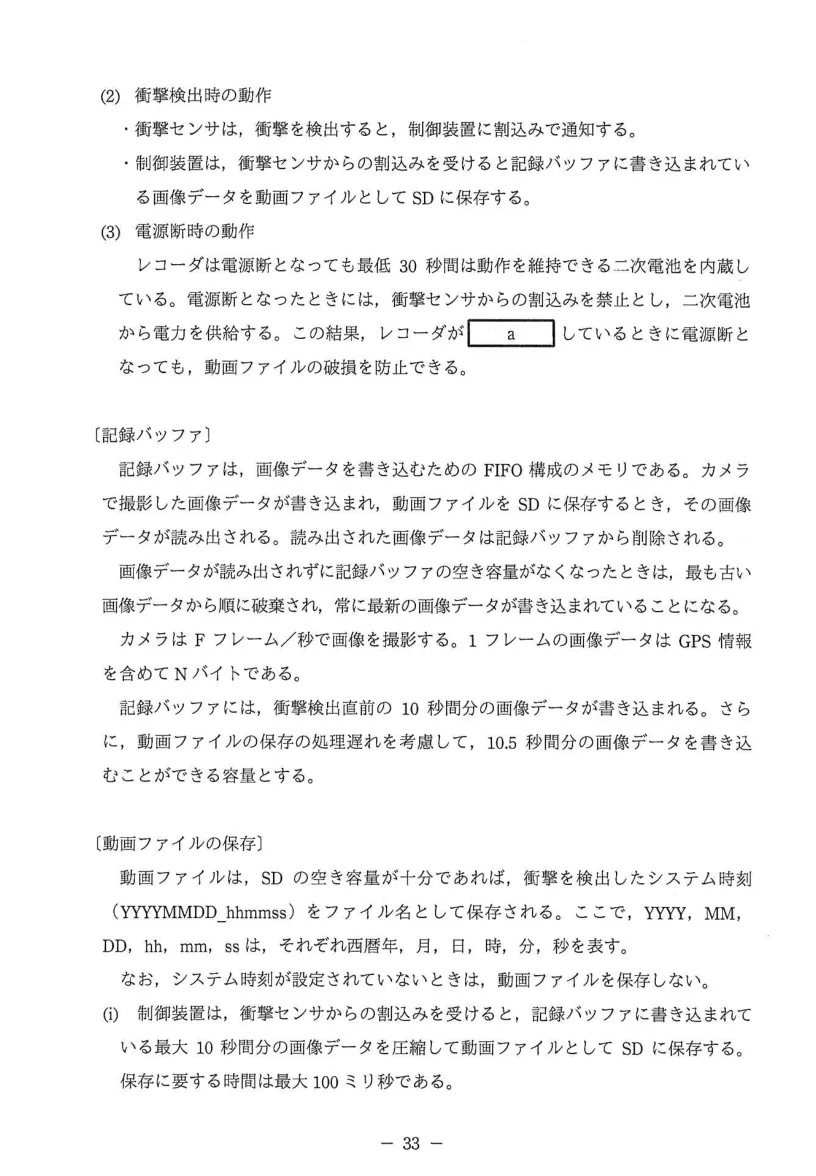 (2) 衝撃検出時の動作
・衝撃センサは，衝撃を検出すると，制御装置に割込みで通知する。
・制御装置は，衝撃センサからの割込みを受けると記録バッファに書き込まれてい
る画像データを動画ファイルとして SD に保存する。
(3) 電源断時の動作
レコーダは電源断となっても最低 30 秒間は動作を維持できる二次電池を内蔵し
ている。電源断となったときには，衝撃センサからの割込みを禁止とし，二次電池
から電力を供給する。この結果，レコーダが a しているときに電源断と
なっても，動画ファイルの破損を防止できる。
〔記録バッファ〕
記録バッファは，画像データを書き込むための FIFO 構成のメモリである。カメラ
で撮影した画像データが書き込まれ，動画ファイルを SD に保存するとき，その画像
データが読み出される。読み出された画像データは記録バッファから削除される。
画像データが読み出されずに記録バッファの空き容量がなくなったときは，最も古い
画像データから順に破棄され，常に最新の画像データが書き込まれていることになる。
カメラは F フレーム／秒で画像を撮影する。1 フレームの画像データは GPS 情報
を含めて N バイトである。
記録バッファには，衝撃検出直前の 10 秒間分の画像データが書き込まれる。さら
に，動画ファイルの保存の処理遅れを考慮して，10.5 秒間分の画像データを書き込
むことができる容量とする。
〔動画ファイルの保存〕
動画ファイルは，SD の空き容量が十分であれば，衝撃を検出したシステム時刻
（YYYYMMDD_hhmmss）をファイル名として保存される。ここで，YYYY，MM，
DD，hh，mm，ss は，それぞれ西暦年，月，日，時，分，秒を表す。
なお，システム時刻が設定されていないときは，動画ファイルを保存しない。
(i) 制御装置は，衝撃センサからの割込みを受けると，記録バッファに書き込まれて
いる最大 10 秒間分の画像データを圧縮して動画ファイルとして SD に保存する。
保存に要する時間は最大 100 ミリ秒である。
－ 33 －